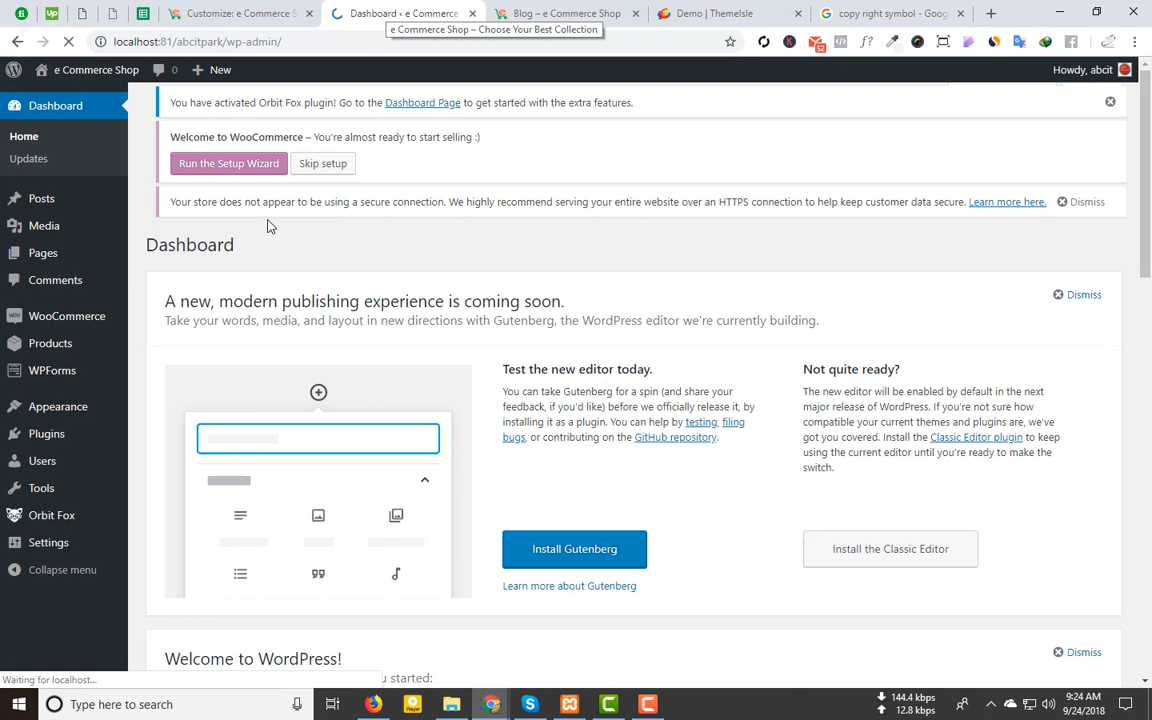 Customize: e Commerce S
Dashboard ‹ e Commerce
Blog – e Commerce Shop
Demo | ThemeIsle
copy right symbol - Goog
e Commerce Shop – Choose Your Best Collection
localhost:81/abcitpark/wp-admin/
e Commerce Shop
0
New
Howdy, abcit
Dashboard
Home
Updates
Posts
Media
Pages
Comments
WooCommerce
Products
WPForms
Appearance
Plugins
Users
Tools
Orbit Fox
Settings
Collapse menu
You have activated Orbit Fox plugin! Go to the Dashboard Page to get started with the extra features.
Welcome to WooCommerce – You're almost ready to start selling :)
Run the Setup Wizard
Skip setup
Your store does not appear to be using a secure connection. We highly recommend serving your entire website over an HTTPS connection to help keep customer data secure. Learn more here.
Dismiss
Dashboard
A new, modern publishing experience is coming soon.
Dismiss
Take your words, media, and layout in new directions with Gutenberg, the WordPress editor we're currently building.
Test the new editor today.
You can take Gutenberg for a spin (and share your
feedback, if you'd like) before we officially release it, by
installing it as a plugin. You can help by testing, filing
bugs, or contributing on the GitHub repository.
Install Gutenberg
Learn more about Gutenberg
Not quite ready?
The new editor will be enabled by default in the next
major release of WordPress. If you're not sure how
compatible your current themes and plugins are, we've
got you covered. Install the Classic Editor plugin to keep
using the current editor until you're ready to make the
switch.
Install the Classic Editor
Welcome to WordPress!
Dismiss
u started:
Waiting for localhost...
Type here to search
144.4 kbps
12.8 kbps
9:24 AM
9/24/2018